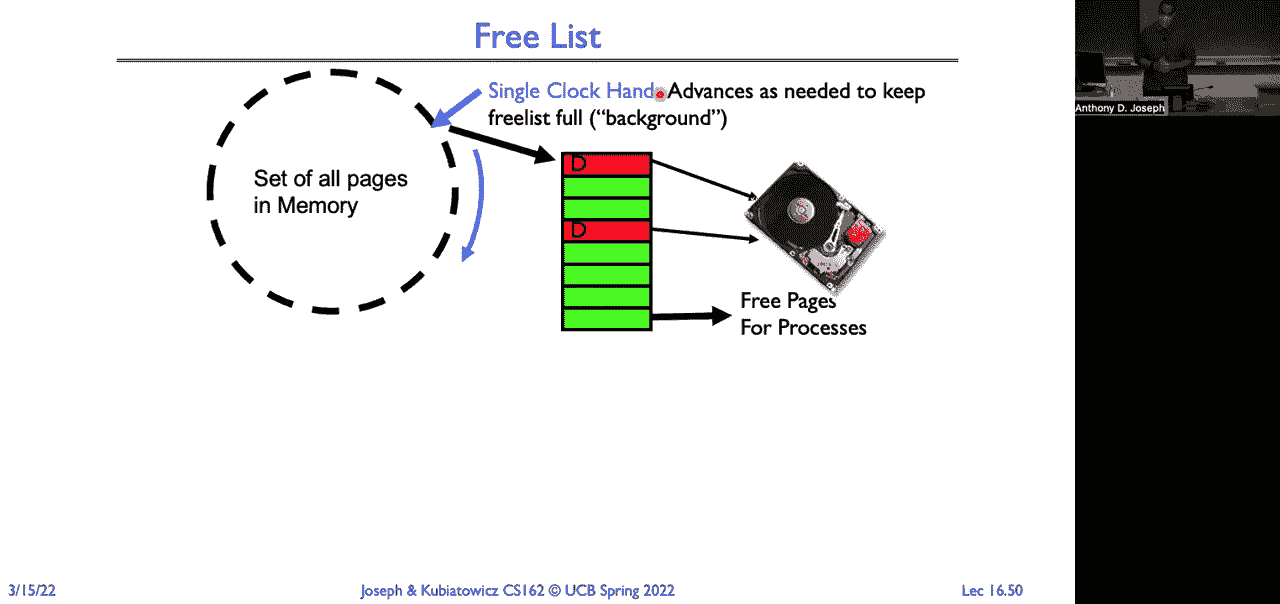 Free List
Single Clock Hand: Advances as needed to keep
freelist full ("background")
Set of all pages
in Memory
D
D
Free Pages
For Processes
Anthony D. Joseph
3/15/22
Joseph & Kubiatowicz CS162 © UCB Spring 2022
Lec 16.50